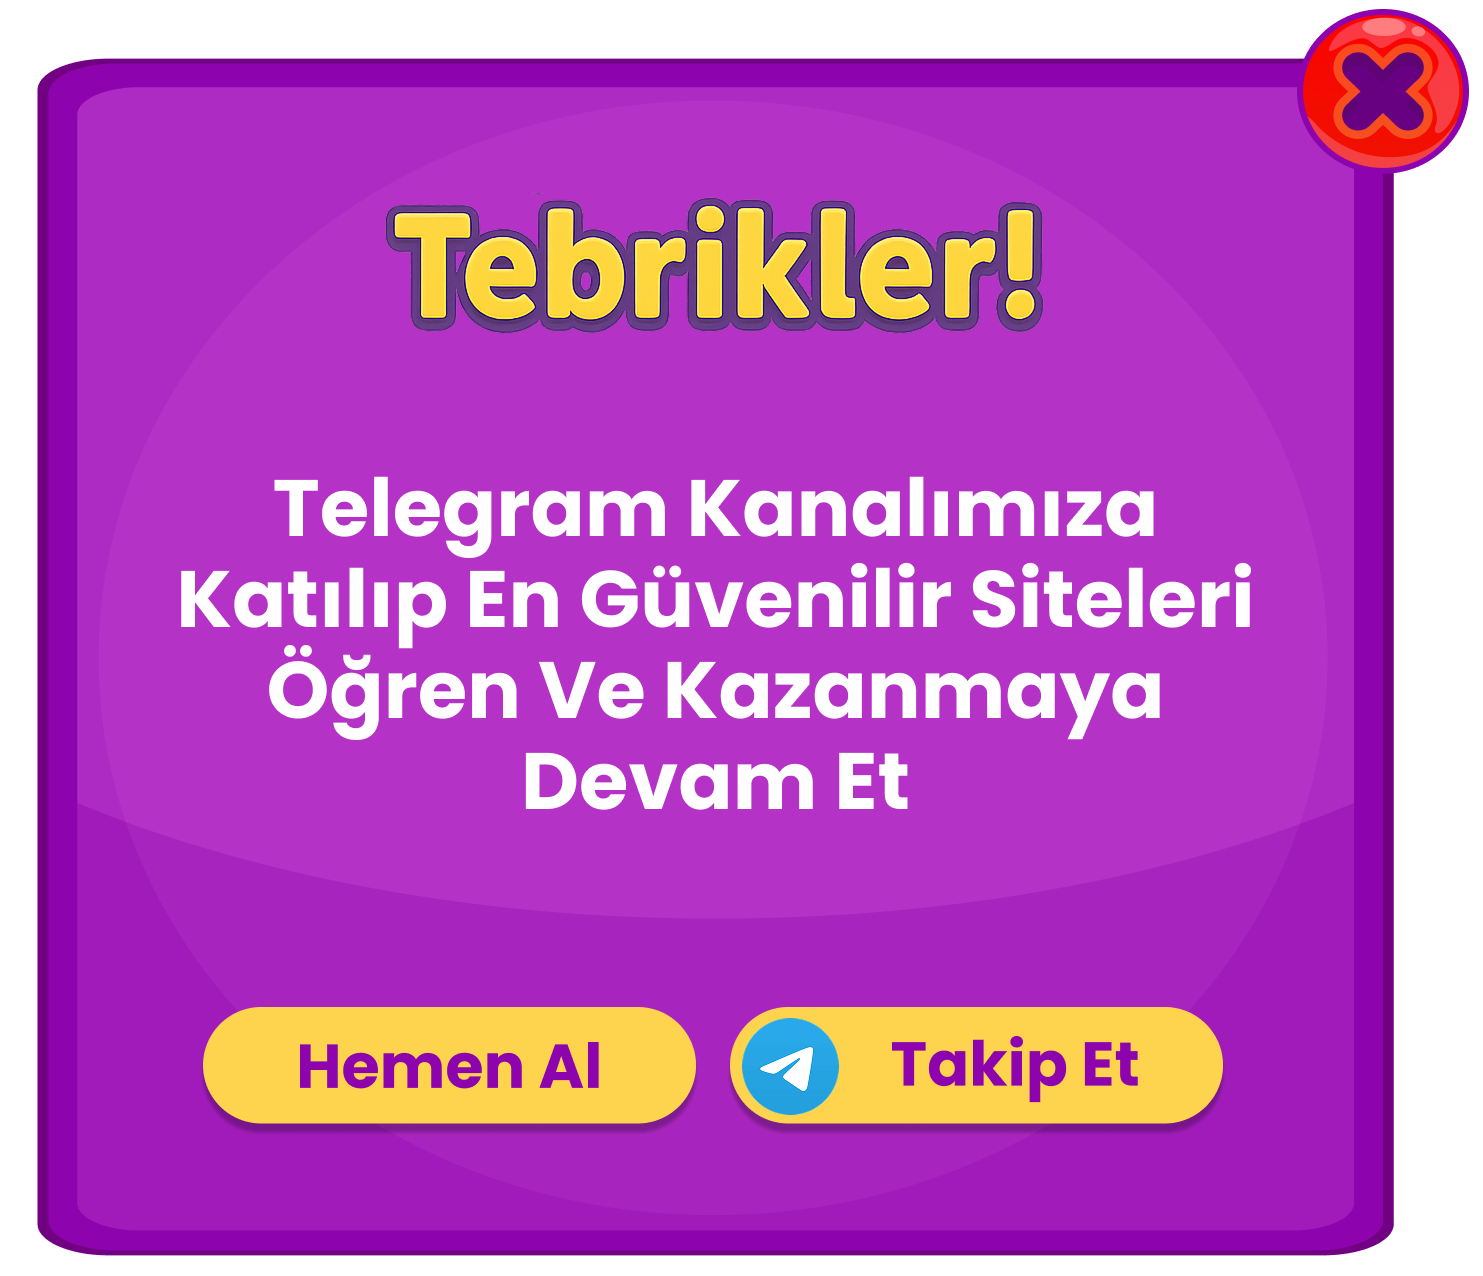 Tebrikler!
Telegram Kanalımıza
Katılıp En Güvenilir Siteleri
Öğren Ve Kazanmaya
Devam Et
Hemen Al
Takip Et